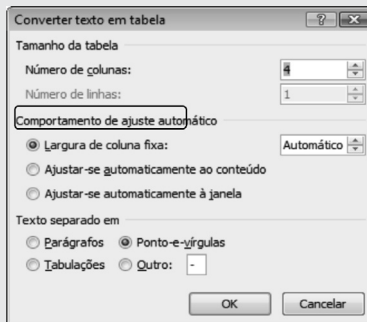 Converter texto em tabela
Tamanho da tabela
Número de colunas: 4
Número de linhas: 1
Comportamento de ajuste automático
Largura de coluna fixa: Automático
Ajustar-se automaticamente ao conteúdo
Ajustar-se automaticamente à janela
Texto separado em
Parágrafos Ponto-e-vírgulas
Tabulações Outro: -
OK Cancelar